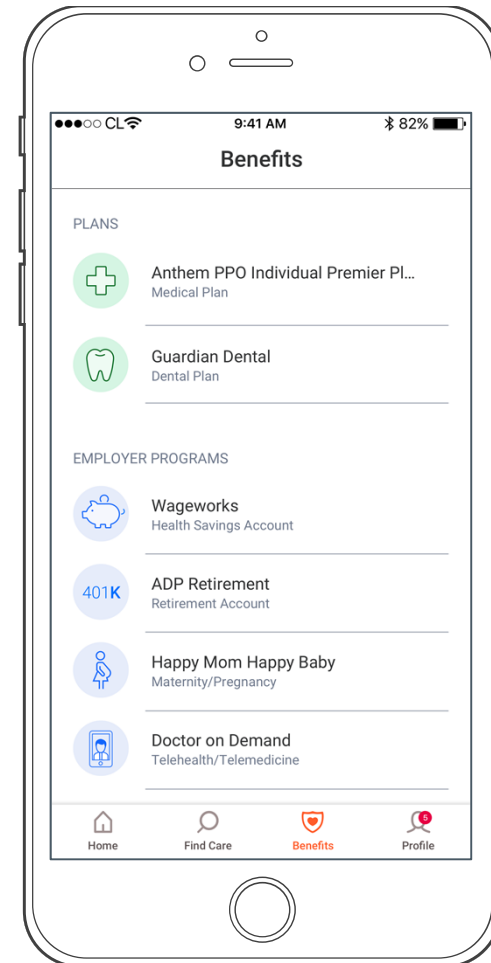 CL 9:41 AM 82%
Benefits
PLANS
Anthem PPO Individual Premier Pl...
Medical Plan
Guardian Dental
Dental Plan
EMPLOYER PROGRAMS
Wageworks
Health Savings Account
401K
ADP Retirement
Retirement Account
Happy Mom Happy Baby
Maternity/Pregnancy
Doctor on Demand
Telehealth/Telemedicine
5
Home Find Care Benefits Profile